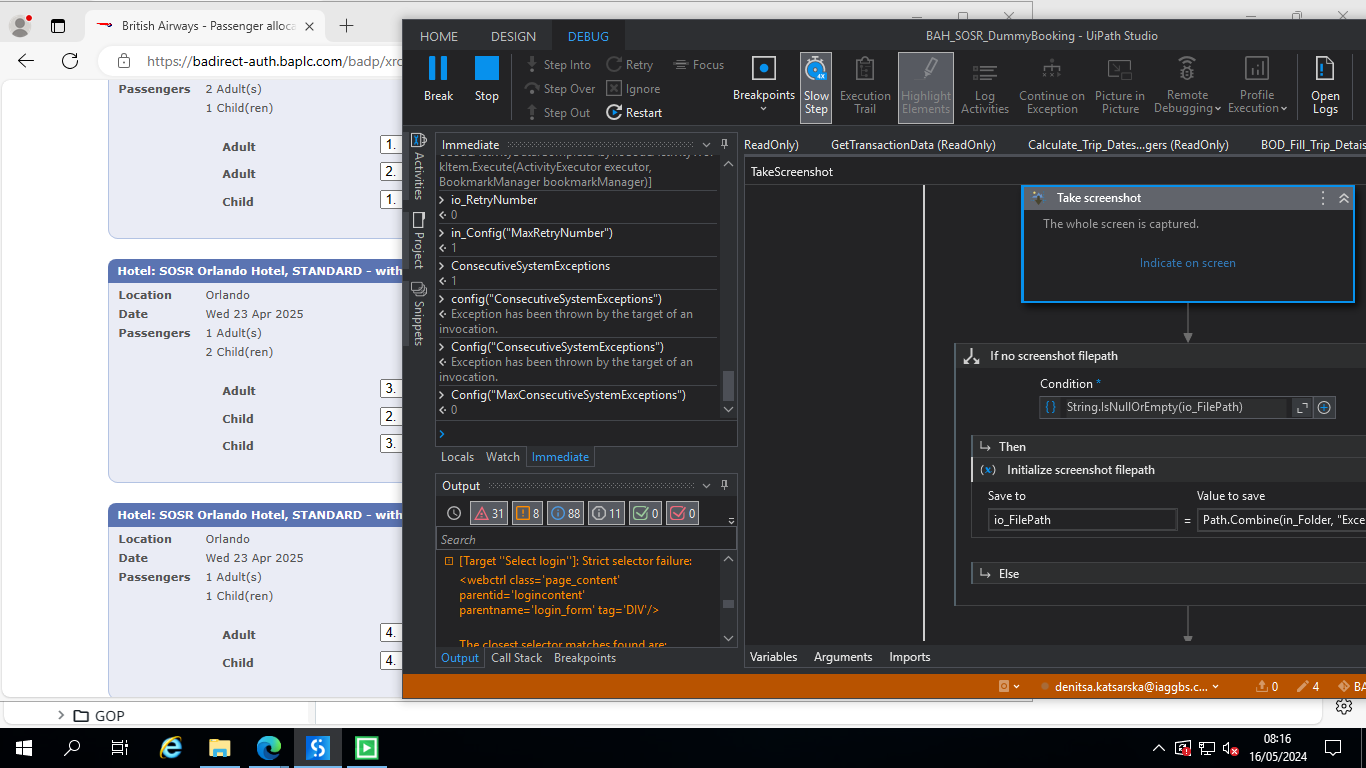 British Airways - Passenger alloca
https://badirect-auth.baplc.com/badp/xro
Passengers 2 Adult(s)
1 Child(ren)
Adult 1.
Adult 2.
Child 1.
Hotel: SOSR Orlando Hotel, STANDARD - with
Location Orlando
Date Wed 23 Apr 2025
Passengers 1 Adult(s)
2 Child(ren)
Adult 3.
Child 2.
Child 3.
Hotel: SOSR Orlando Hotel, STANDARD - with
Location Orlando
Date Wed 23 Apr 2025
Passengers 1 Adult(s)
1 Child(ren)
Adult 4.
Child 4.
GOP
HOME DESIGN DEBUG
BAH_SOSR_DummyBooking - UiPath Studio
Break
Stop
Step Into
Step Over
Step Out
Retry
Ignore
Restart
Focus
Breakpoints
4X
Slow
Step
Execution
Trail
Highlight
Elements
Log
Activities
Continue on
Exception
Picture in
Picture
Remote
Debugging
Profile
Execution
Open
Logs
Activities
Project
Snippets
Immediate
kItem.Execute(ActivityExecutor executor,
BookmarkManager bookmarkManager)]
io_RetryNumber
0
in_Config("MaxRetryNumber")
1
ConsecutiveSystemExceptions
1
config("ConsecutiveSystemExceptions")
Exception has been thrown by the target of an
invocation.
Config("ConsecutiveSystemExceptions")
Exception has been thrown by the target of an
invocation.
Config("MaxConsecutiveSystemExceptions")
0
Locals Watch Immediate
Output
31 8 88 11 0 0
Search
[Target "Select login"]: Strict selector failure:
<webctrl class='page_content'
parentid='logincontent'
parentname='login_form' tag='DIV'/>
The closest selector matches found are:
Output Call Stack Breakpoints
ReadOnly) GetTransactionData (ReadOnly) Calculate_Trip_Dates...gers (ReadOnly) BOD_Fill_Trip_Detais
TakeScreenshot
Take screenshot
The whole screen is captured.
Indicate on screen
If no screenshot filepath
Condition *
String.IsNullOrEmpty(io_FilePath)
Then
Initialize screenshot filepath
Save to Value to save
io_FilePath = Path.Combine(in_Folder, "Exce
Else
Variables Arguments Imports
denitsa.katsarska@iaggbs.c... 0 4 BA
08:16
16/05/2024